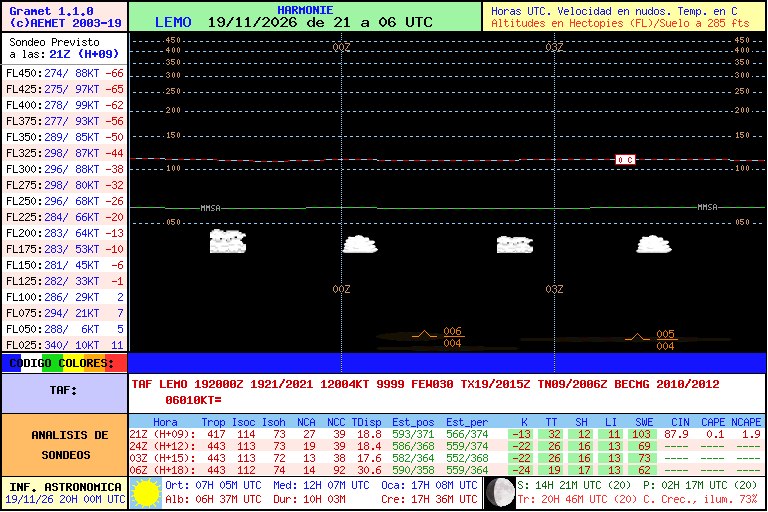 Gramet 1.1.0
(c)AEMET 2003-19
HARMONIE
LEMO 19/11/2026 de 21 a 06 UTC
Horas UTC. Velocidad en nudos. Temp. en C
Altitudes en Hectopies (FL)/Suelo a 285 fts
Sondeo Previsto
a las: 21Z (H+09)
FL450: 274/ 88KT -66
FL425: 275/ 97KT -65
FL400: 278/ 99KT -62
FL375: 277/ 93KT -56
FL350: 289/ 85KT -50
FL325: 298/ 87KT -44
FL300: 296/ 88KT -38
FL275: 298/ 80KT -32
FL250: 296/ 68KT -26
FL225: 284/ 66KT -20
FL200: 283/ 64KT -13
FL175: 283/ 53KT -10
FL150: 281/ 45KT -6
FL125: 282/ 33KT -1
FL100: 286/ 29KT 2
FL075: 294/ 21KT 7
FL050: 288/ 6KT 5
FL025: 340/ 10KT 11
450 00Z 03Z 450
400 400
350 350
300 300
250 250
200 200
150 150
0 C
100 100
MMSA MMSA
050 050
00Z 03Z
006 005
004 004
CODIGO COLORES:
TAF:
TAF LEMO 192000Z 1921/2021 12004KT 9999 FEW030 TX19/2015Z TN09/2006Z BECMG 2010/2012
06010KT=
ANALISIS DE
SONDEOS
Hora Trop Isoc Isoh NCA NCC TDisp Est_pos Est_per K TT SH LI SWE CIN CAPE NCAPE
21Z (H+09): 417 114 73 27 39 18.8 593/371 566/374 -13 32 12 11 103 87.9 0.1 1.9
24Z (H+12): 443 113 73 19 39 18.4 586/368 559/374 -22 26 16 13 69 ---- ---- ----
03Z (H+15): 443 113 72 13 38 17.6 582/364 552/364 -22 26 17 13 73 ---- ---- ----
06Z (H+18): 443 112 74 14 92 30.6 590/358 559/364 -24 19 17 13 62 ---- ---- ----
INF. ASTRONOMICA
19/11/26 20H 00M UTC
Ort: 07H 05M UTC Med: 12H 07M UTC Oca: 17H 08M UTC
Alb: 06H 37M UTC Dur: 10H 03M Cre: 17H 36M UTC
S: 14H 21M UTC (20) P: 02H 17M UTC (20)
Tr: 20H 46M UTC (20) C. Crec., ilum. 73%